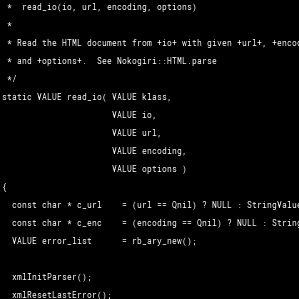 *  read_io(io, url, encoding, options)
*
* Read the HTML document from +io+ with given +url+, +encod
* and +options+.  See Nokogiri::HTML.parse
*/
static VALUE read_io( VALUE klass,
VALUE io,
VALUE url,
VALUE encoding,
VALUE options )
{
const char * c_url    = (url == Qnil) ? NULL : StringValue
const char * c_enc    = (encoding == Qnil) ? NULL : String
VALUE error_list      = rb_ary_new();
xmlInitParser();
xmlResetLastError();